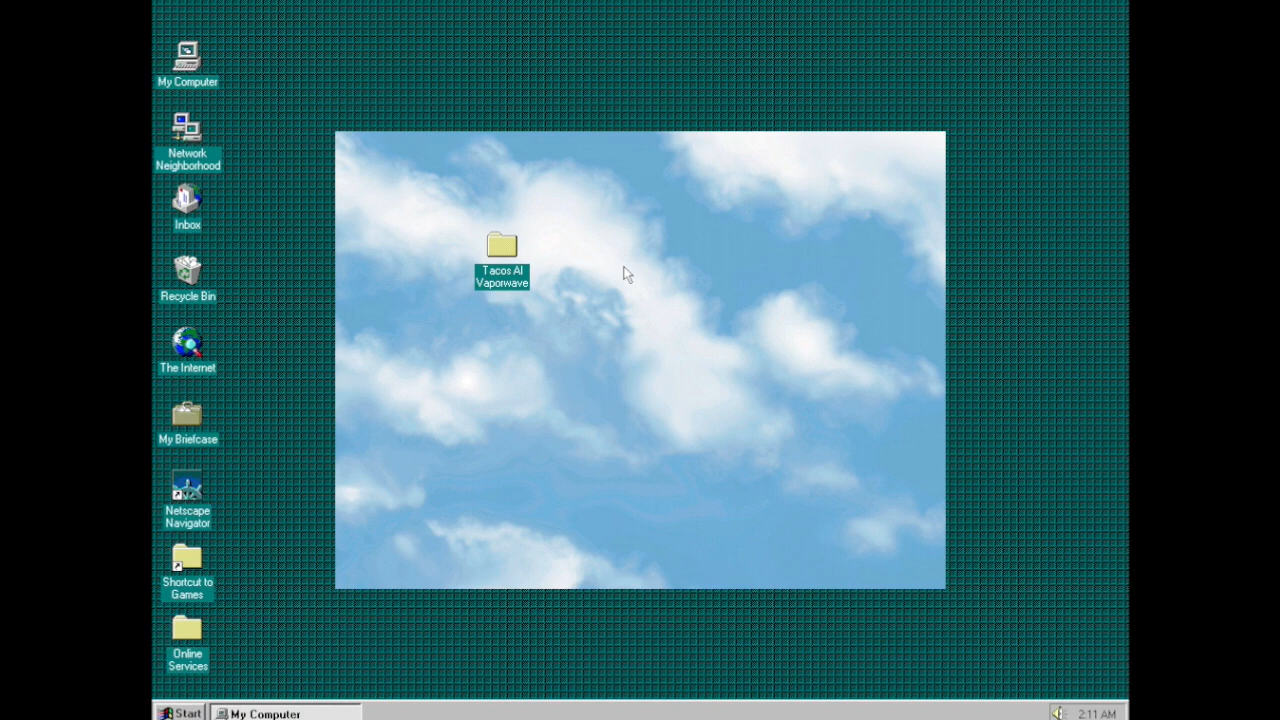 My Computer
Network
Neighborhood
Inbox
Recycle Bin
The Internet
My Briefcase
Netscape
Navigator
Shortcut to
Games
Online
Services
Tacos Al
Vaporwave
Start
My Computer
2:11 AM